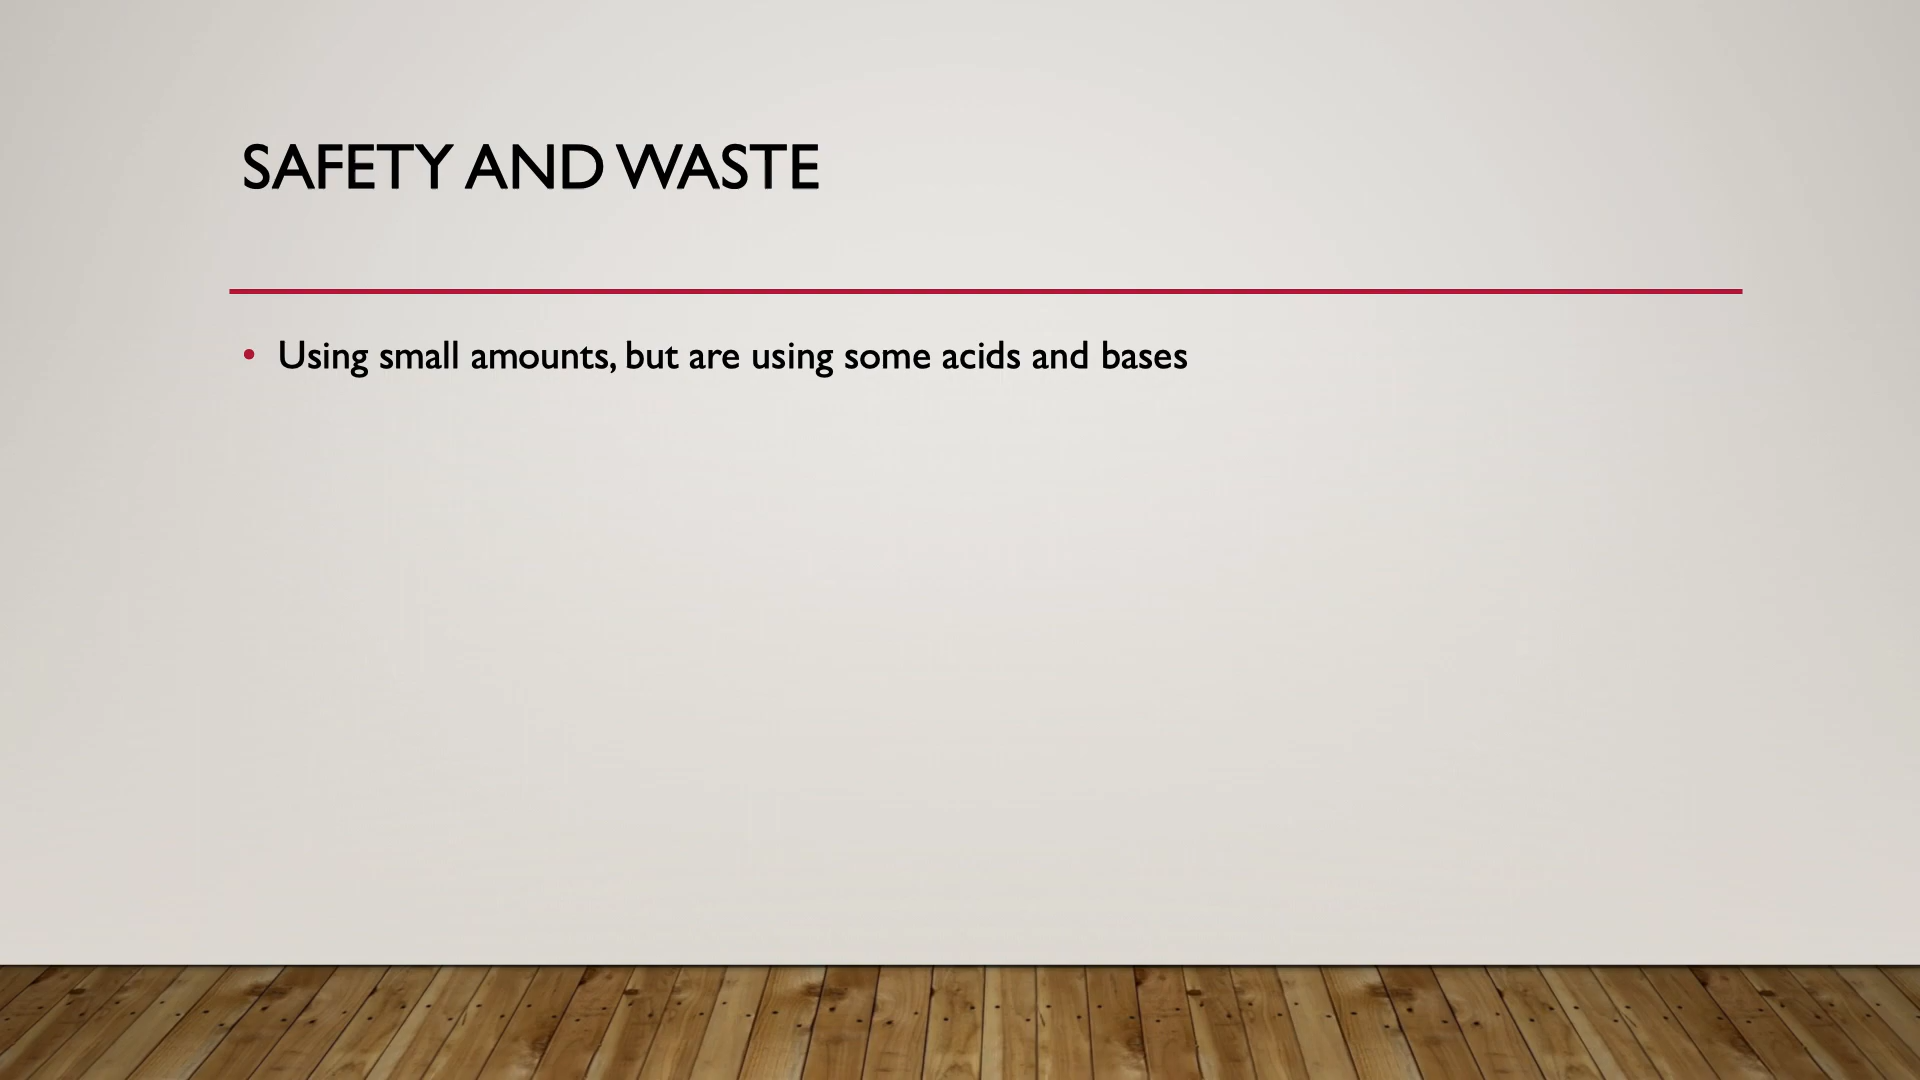 SAFETY AND WASTE
• Using small amounts, but are using some acids and bases